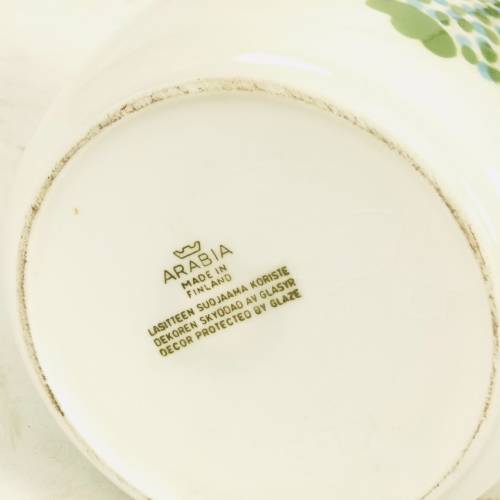 ARABIA
MADE IN
FINLAND
LASITTEEN SUOJAAMA KORISTE
DEKOREN SKYDDAD AV GLASYR
DECOR PROTECTED BY GLAZE